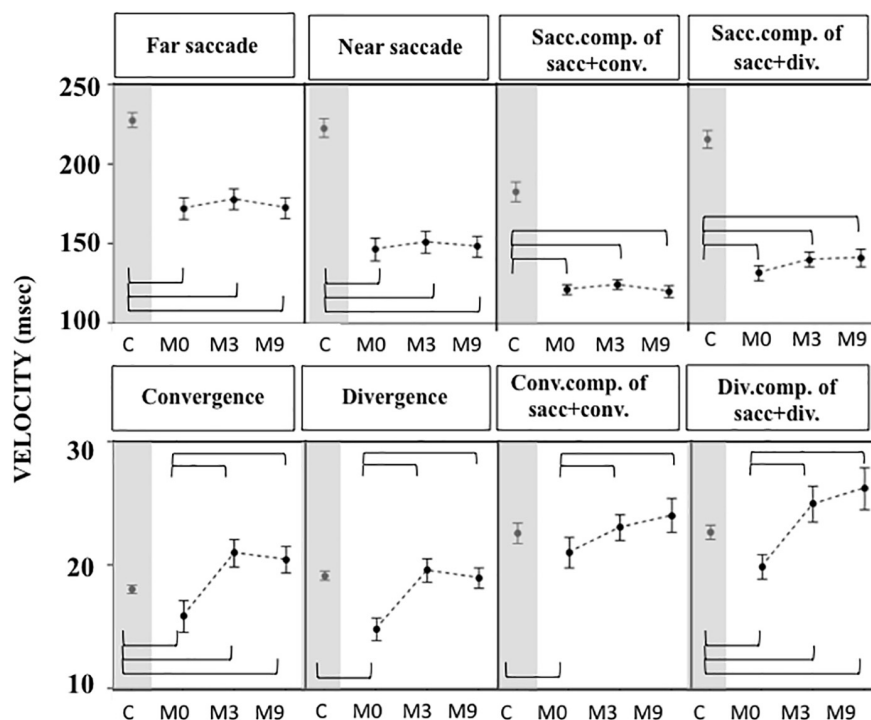 Far saccade
Near saccade
Sacc.comp. of
sacc+conv.
Sacc.comp. of
sacc+div.
250
200
150
100
C M0 M3 M9
C M0 M3 M9
C M0 M3 M9
C M0 M3 M9
VELOCITY (msec)
Convergence
Divergence
Conv.comp. of
sacc+conv.
Div.comp. of
sacc+div.
30
20
10
C M0 M3 M9
C M0 M3 M9
C M0 M3 M9
C M0 M3 M9